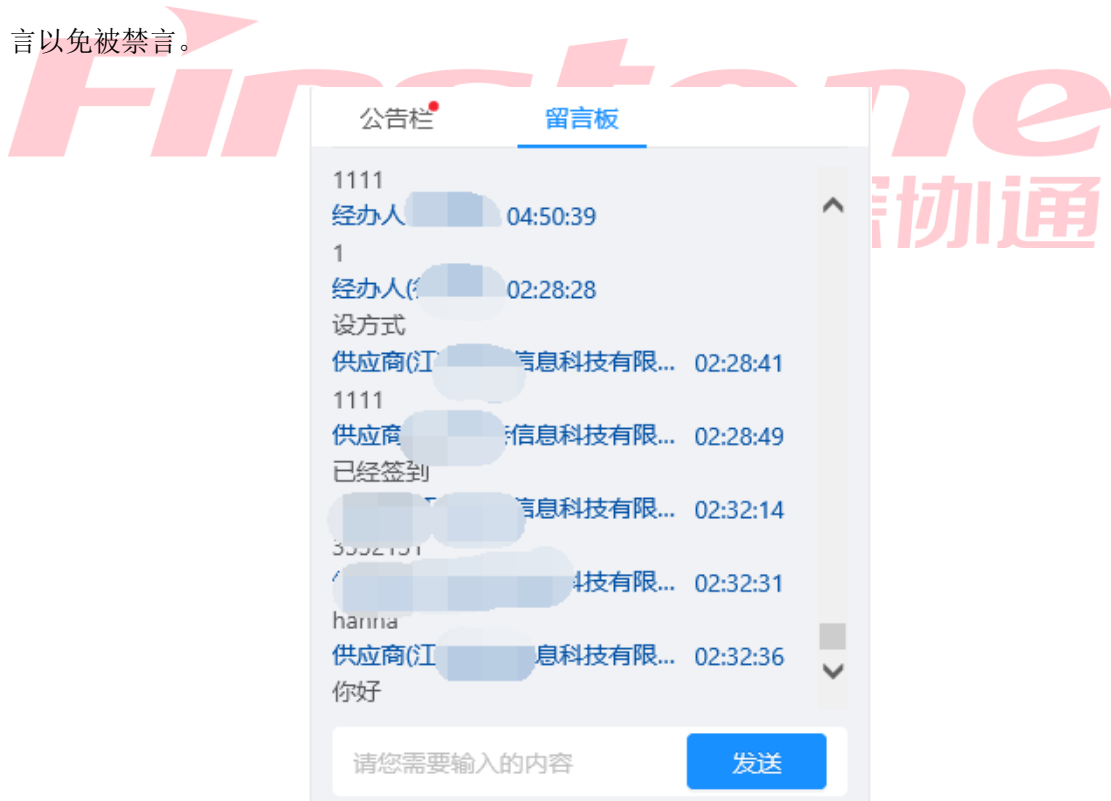 言以免被禁言。
Finstone
协通
公告栏 留言板
1111
经办人 04:50:39
1
经办人( 02:28:28
设方式
供应商(江 信息科技有限... 02:28:41
1111
供应商 信息科技有限... 02:28:49
已经签到
信息科技有限... 02:32:14
科技有限... 02:32:31
hanna
供应商(江 息科技有限... 02:32:36
你好
请您需要输入的内容 发送